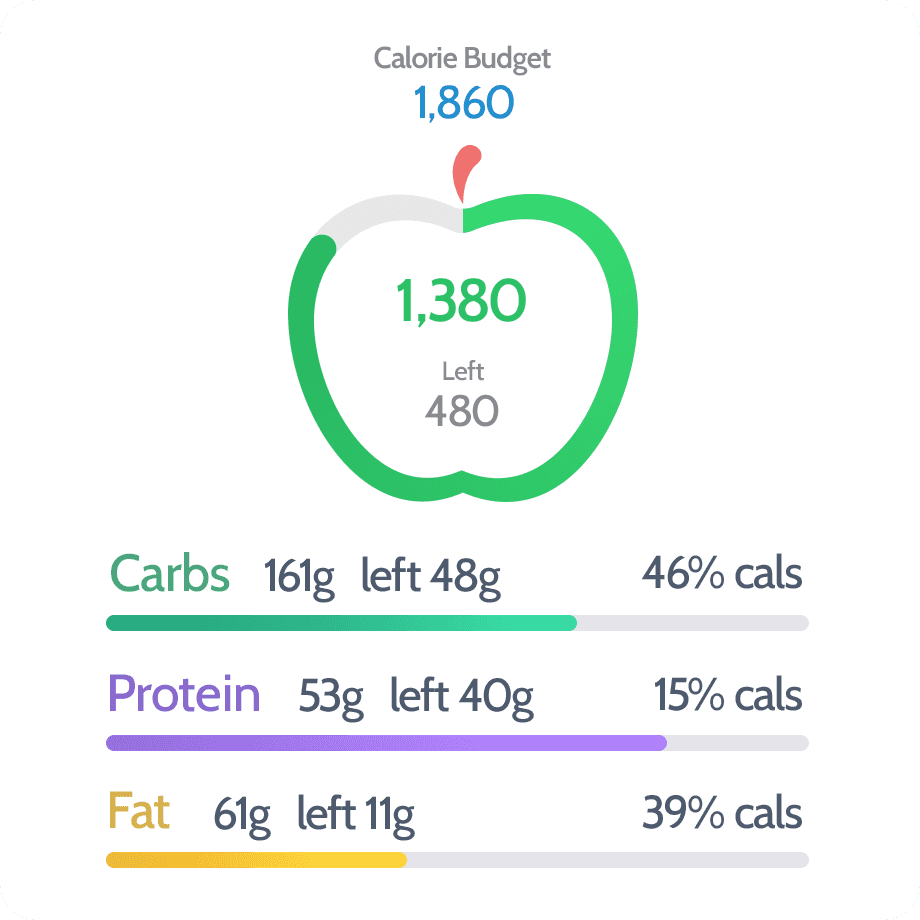 Calorie Budget
1,860
1,380
Left
480
Carbs 161g left 48g 46% cals
Protein 53g left 40g 15% cals
Fat 61g left 11g 39% cals